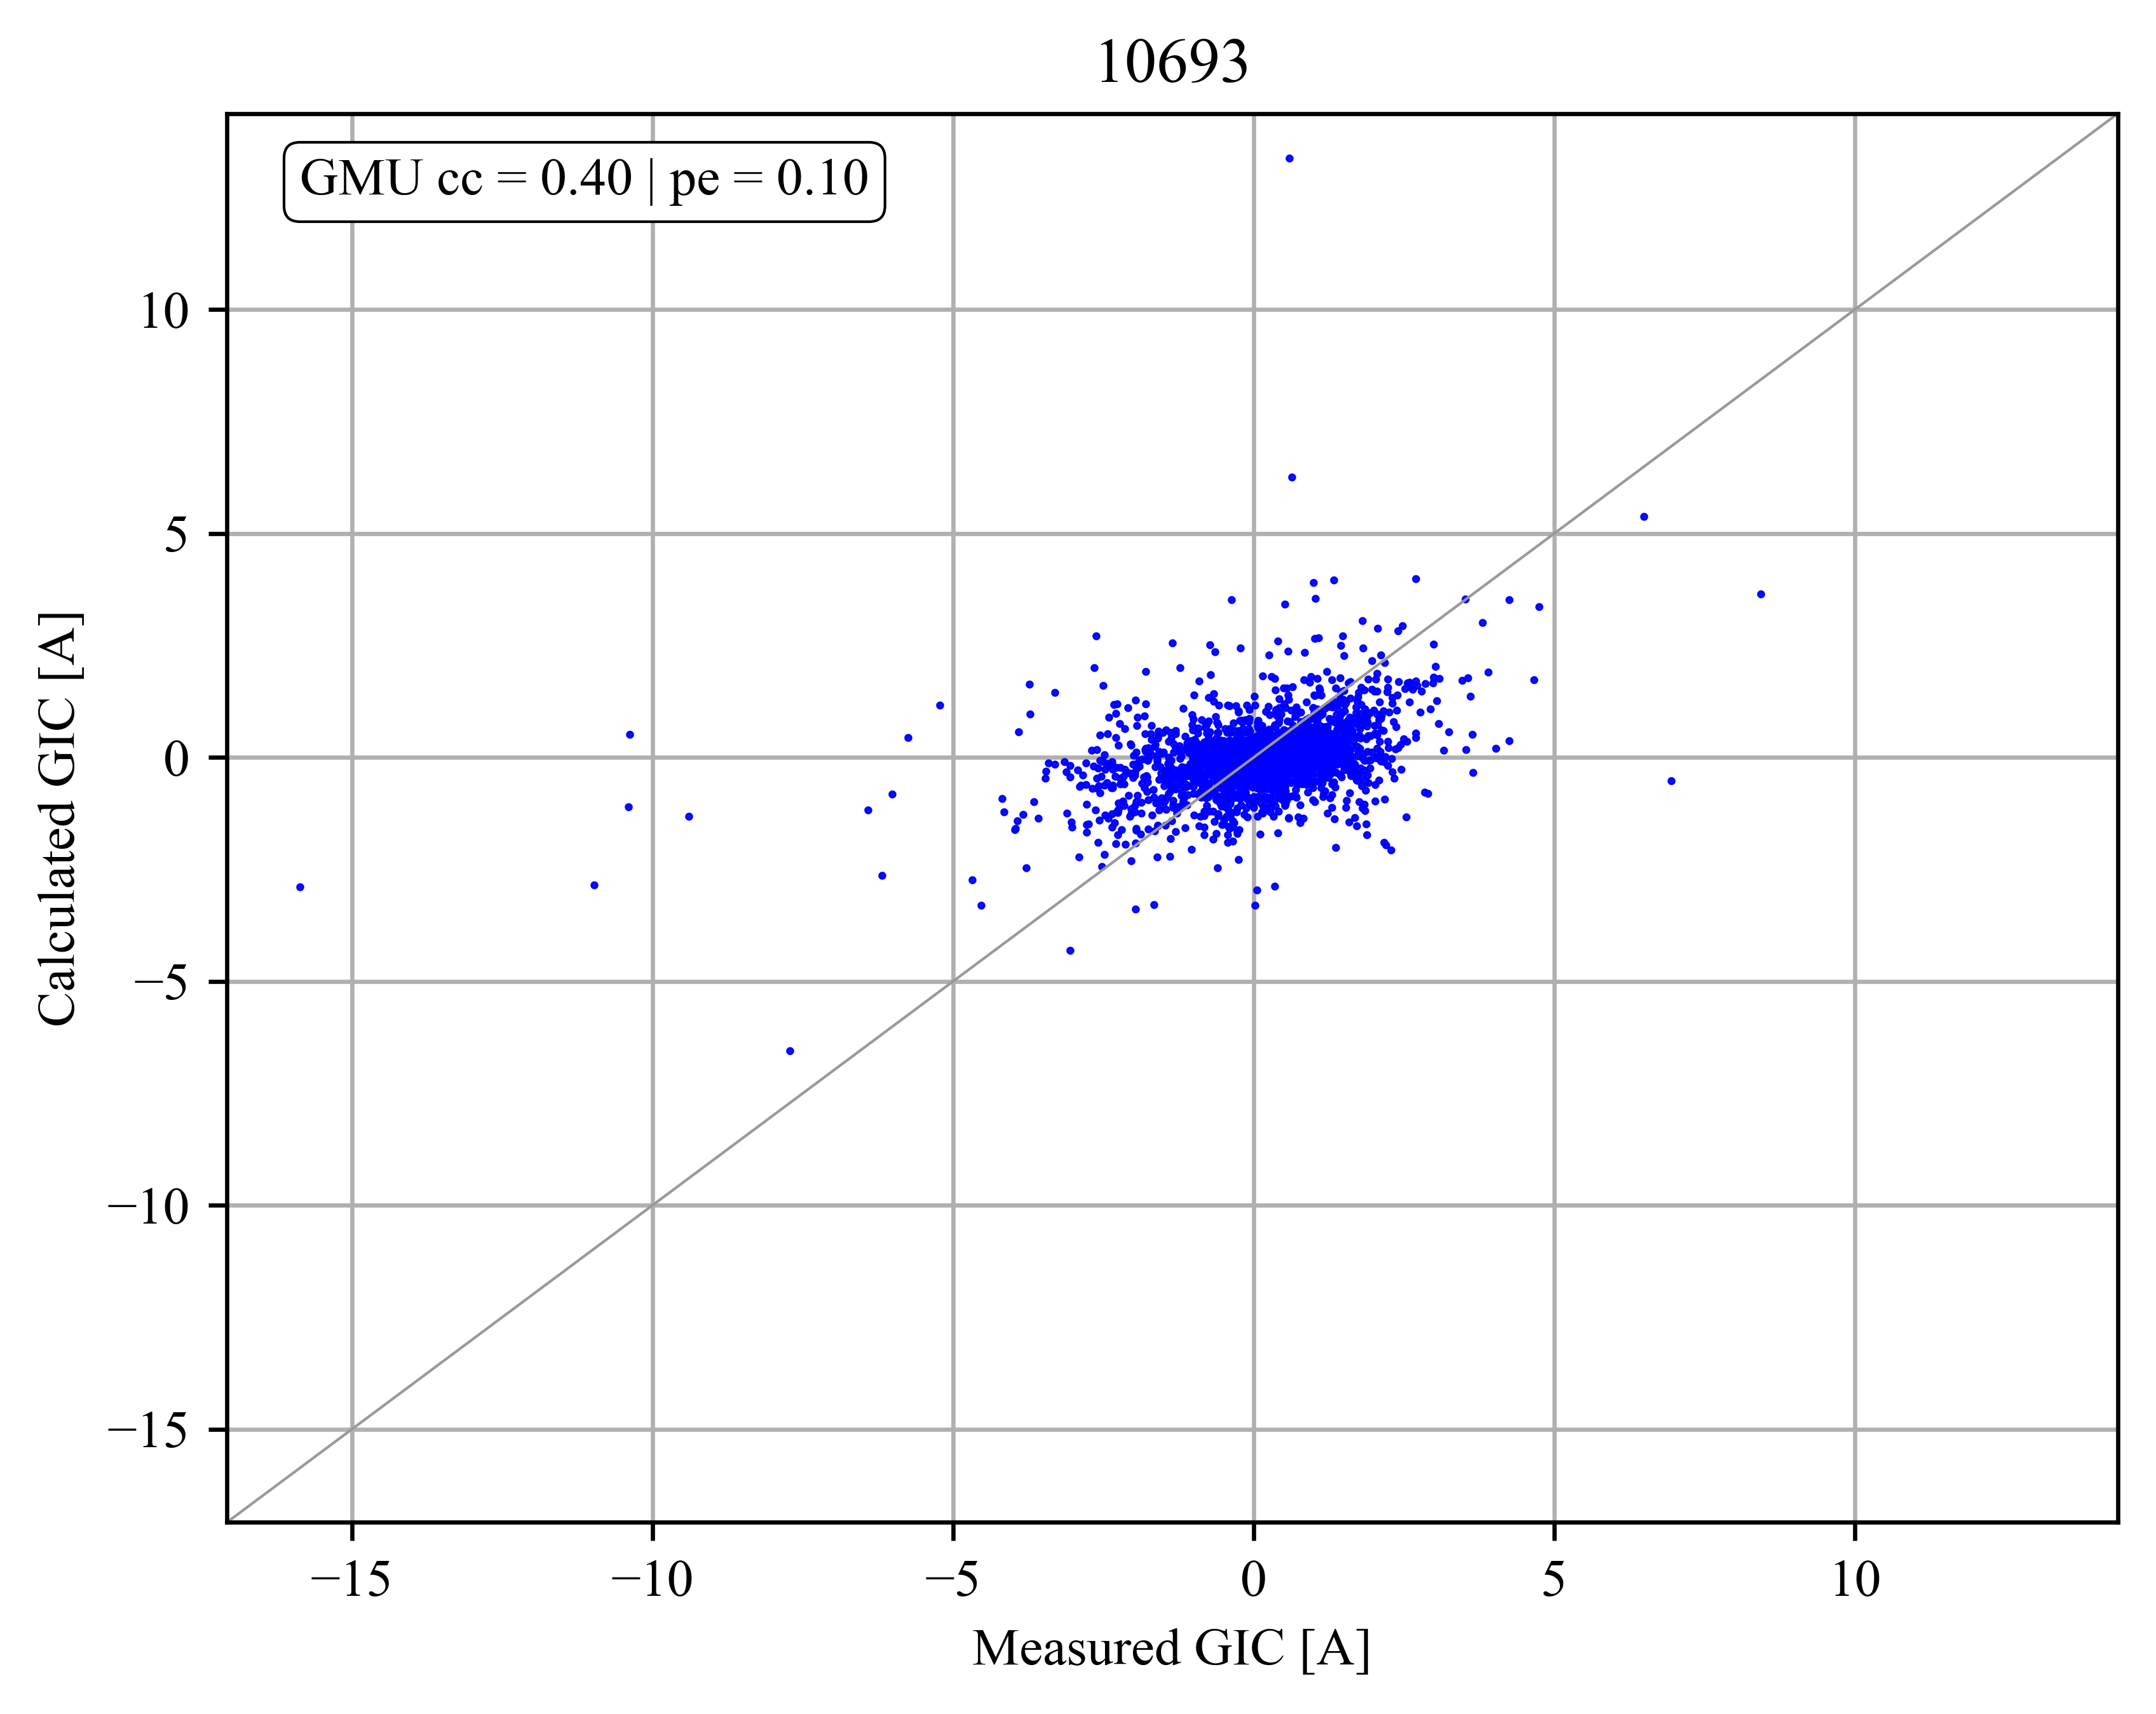 10693
GMU cc = 0.40 | pe = 0.10
10
5
0
−5
−10
−15
Calculated GIC [A]
−15 −10 −5 0 5 10
Measured GIC [A]